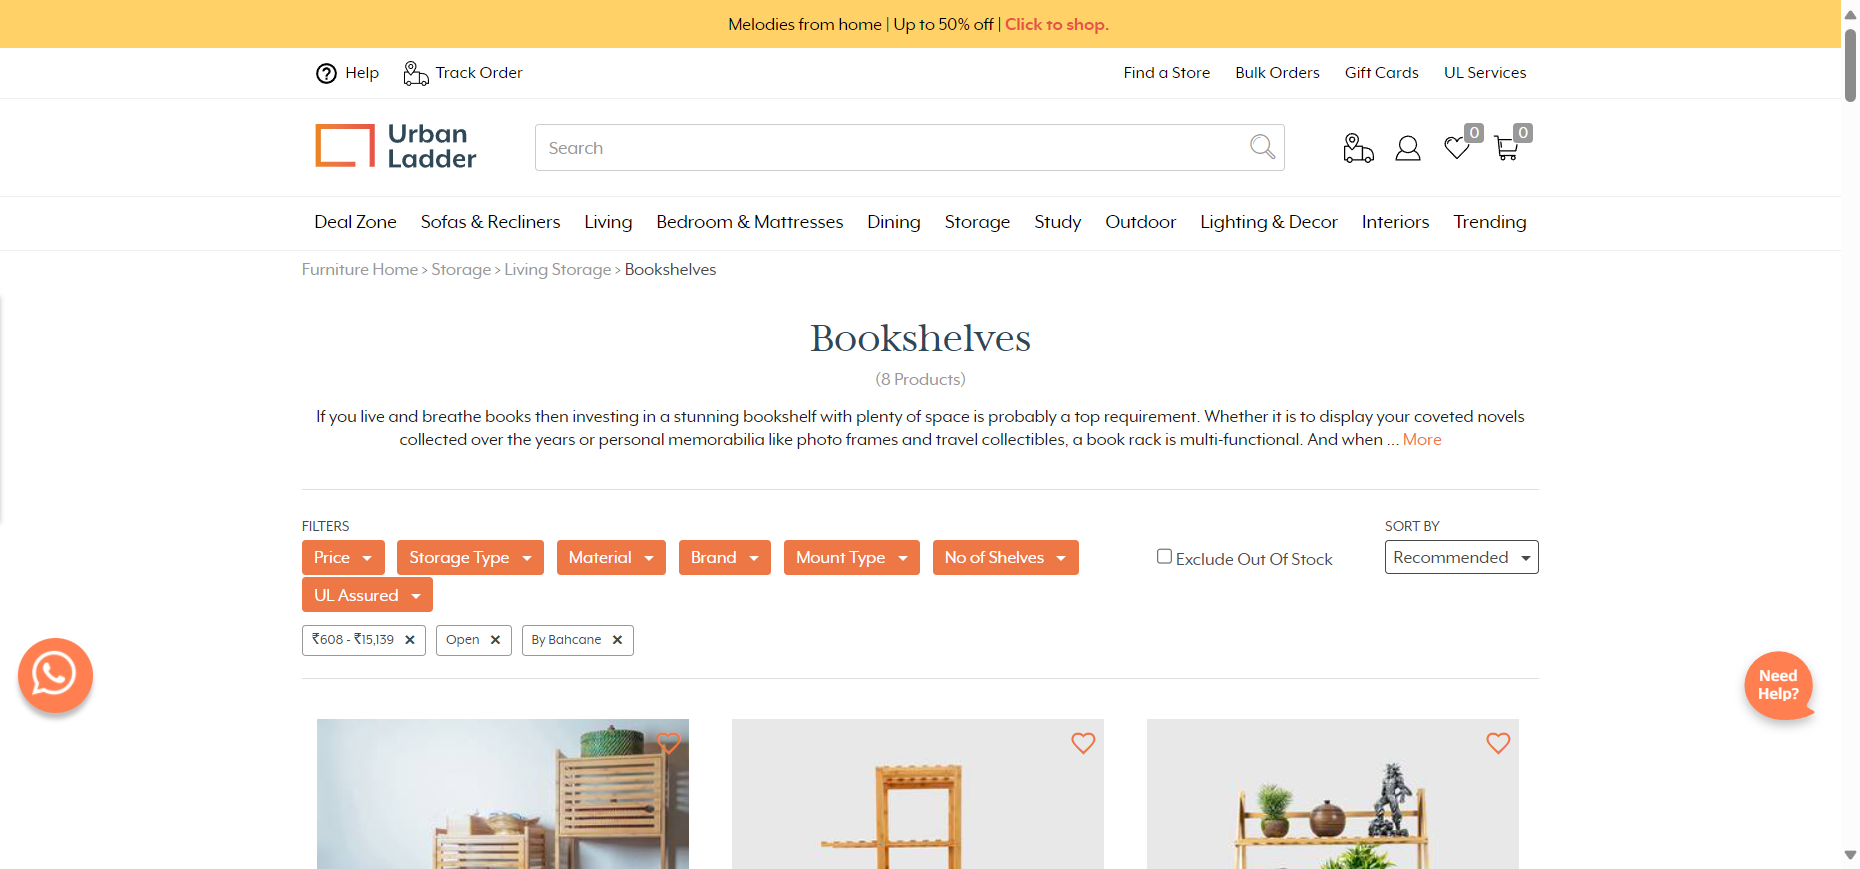 Melodies from home | Up to 50% off | Click to shop.
Help
Track Order
Find a Store
Bulk Orders
Gift Cards
UL Services
Urban
Ladder
Search
0
0
Deal Zone
Sofas & Recliners
Living
Bedroom & Mattresses
Dining
Storage
Study
Outdoor
Lighting & Decor
Interiors
Trending
Furniture Home > Storage > Living Storage > Bookshelves
Bookshelves
(8 Products)
If you live and breathe books then investing in a stunning bookshelf with plenty of space is probably a top requirement. Whether it is to display your coveted novels
collected over the years or personal memorabilia like photo frames and travel collectibles, a book rack is multi-functional. And when ... More
FILTERS
SORT BY
Price
Storage Type
Material
Brand
Mount Type
No of Shelves
Exclude Out Of Stock
Recommended
UL Assured
₹608 - ₹15,139
Open
By Bahcane
Need
Help?